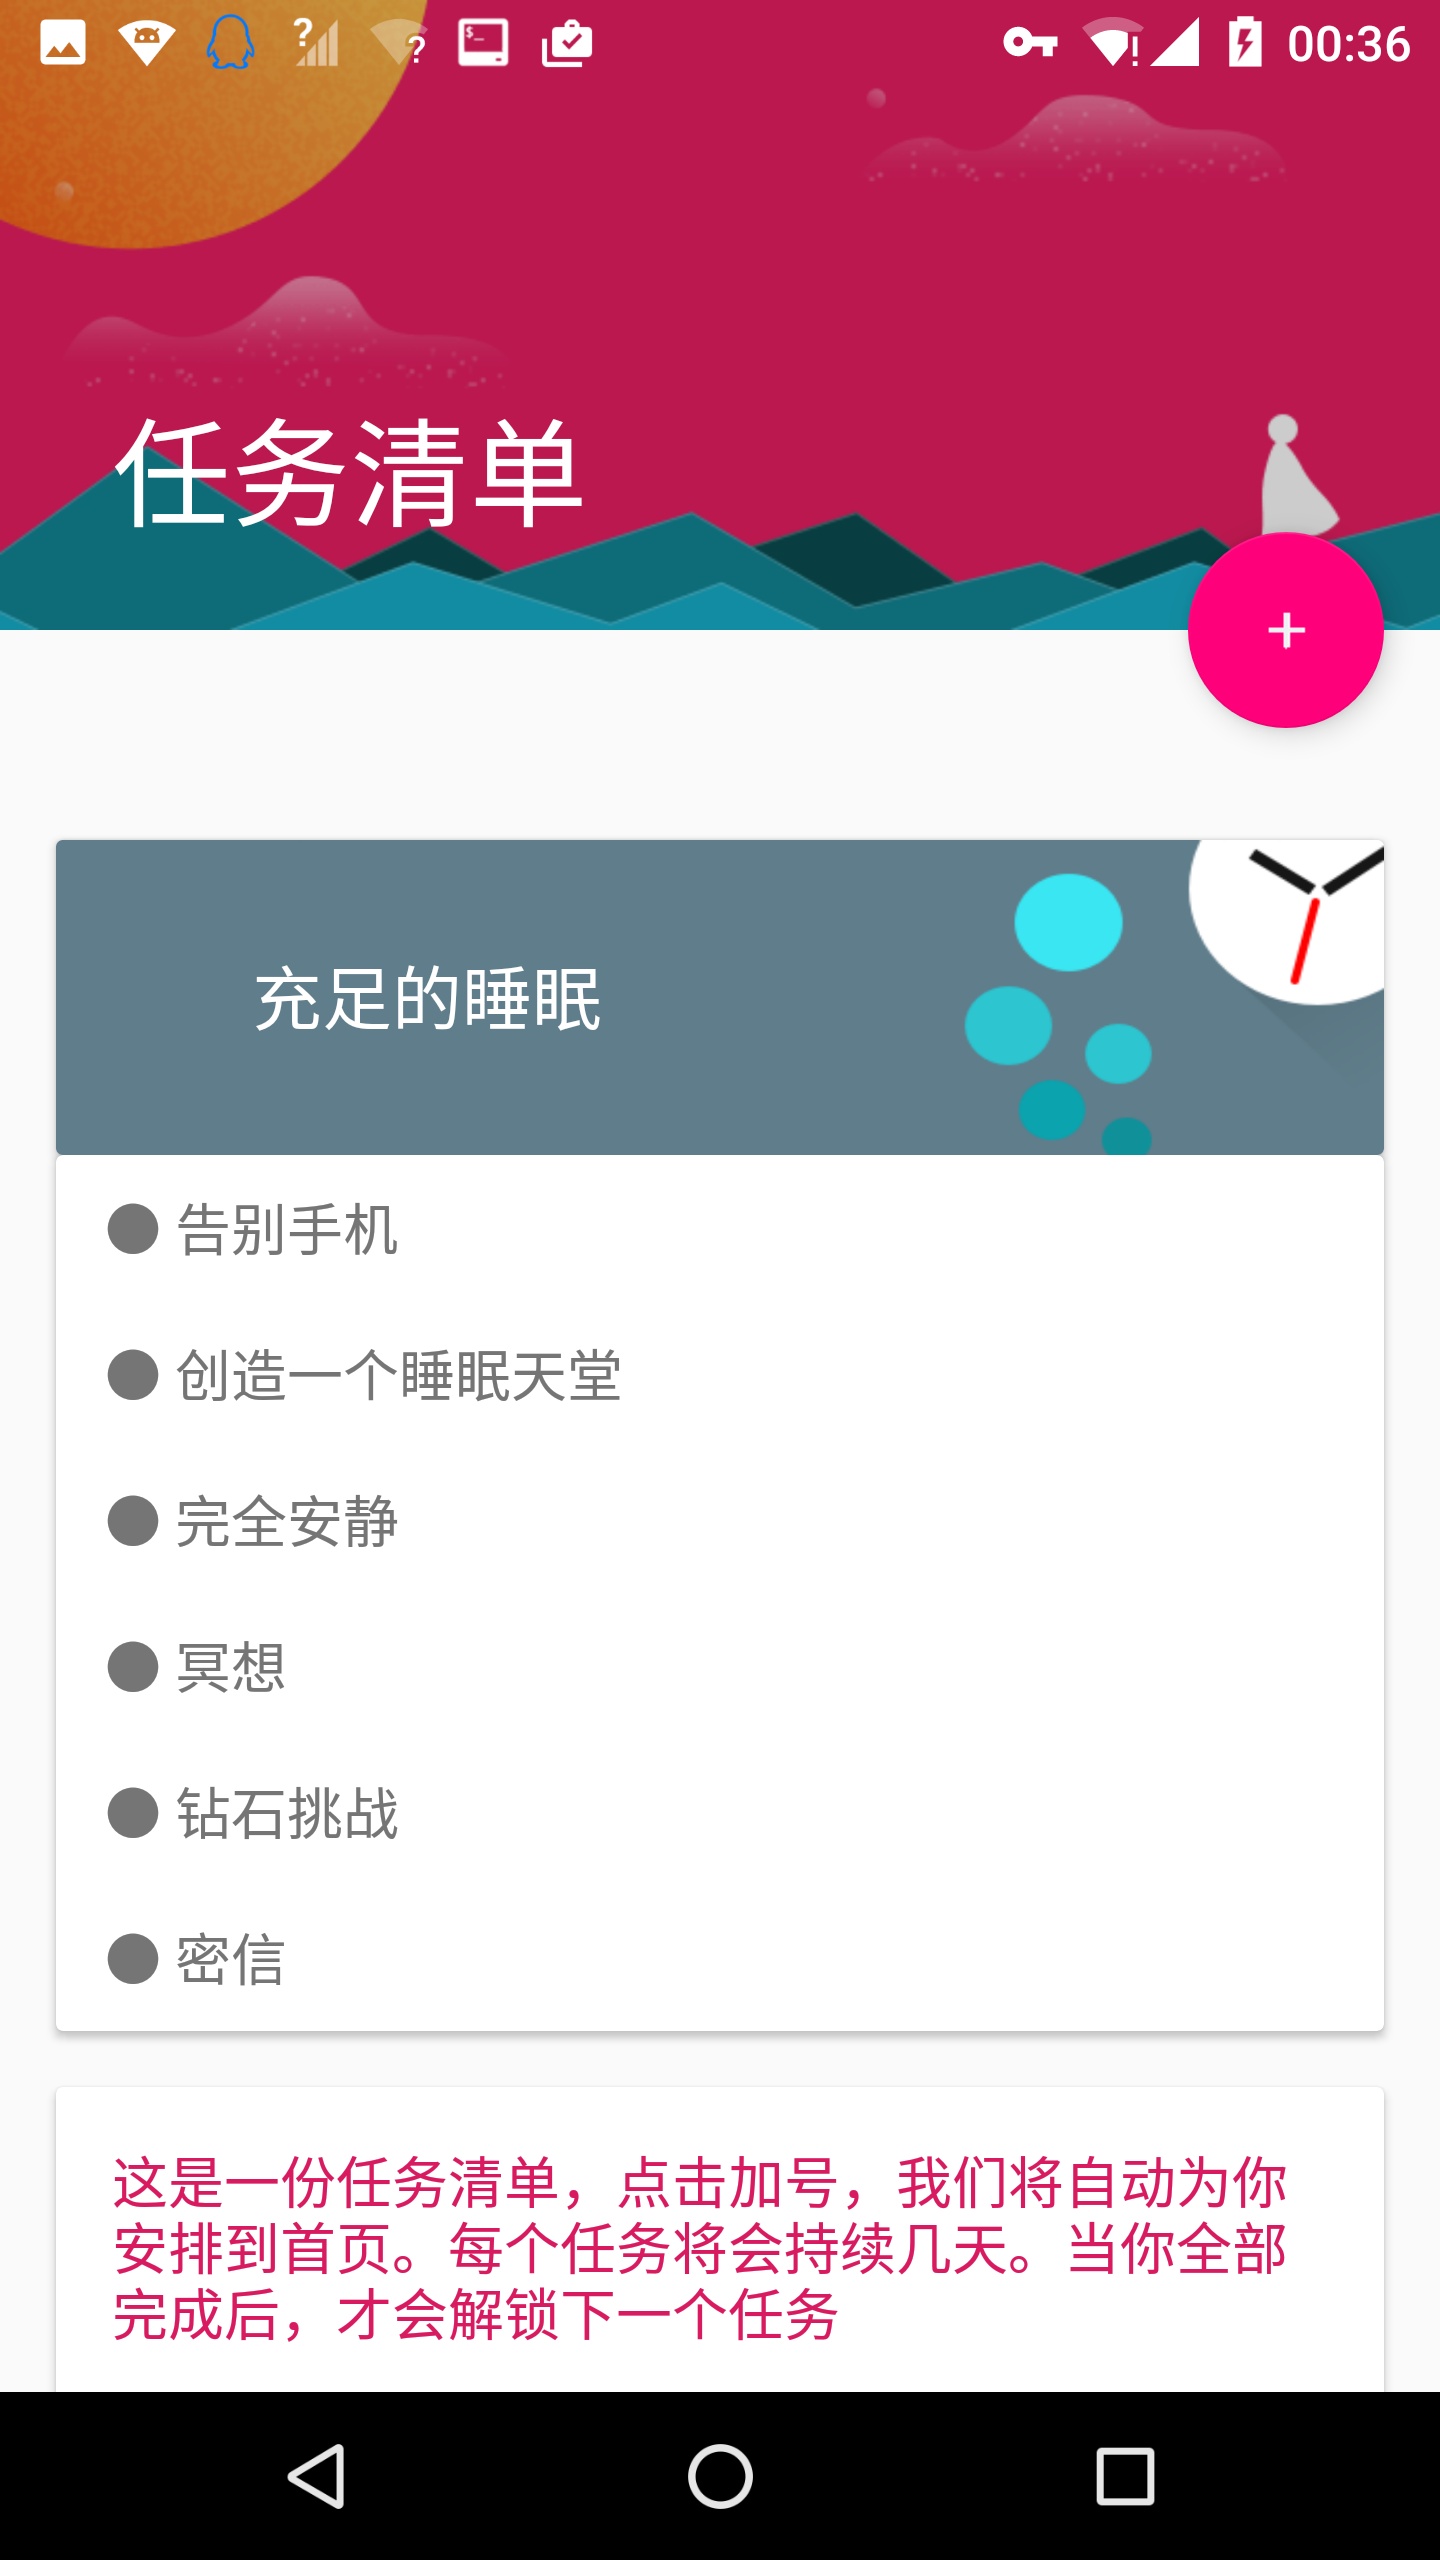 00:36
任务清单
+
充足的睡眠
● 告别手机
● 创造一个睡眠天堂
● 完全安静
● 冥想
● 钻石挑战
● 密信
这是一份任务清单，点击加号，我们将自动为你
安排到首页。每个任务将会持续几天。当你全部
完成后，才会解锁下一个任务